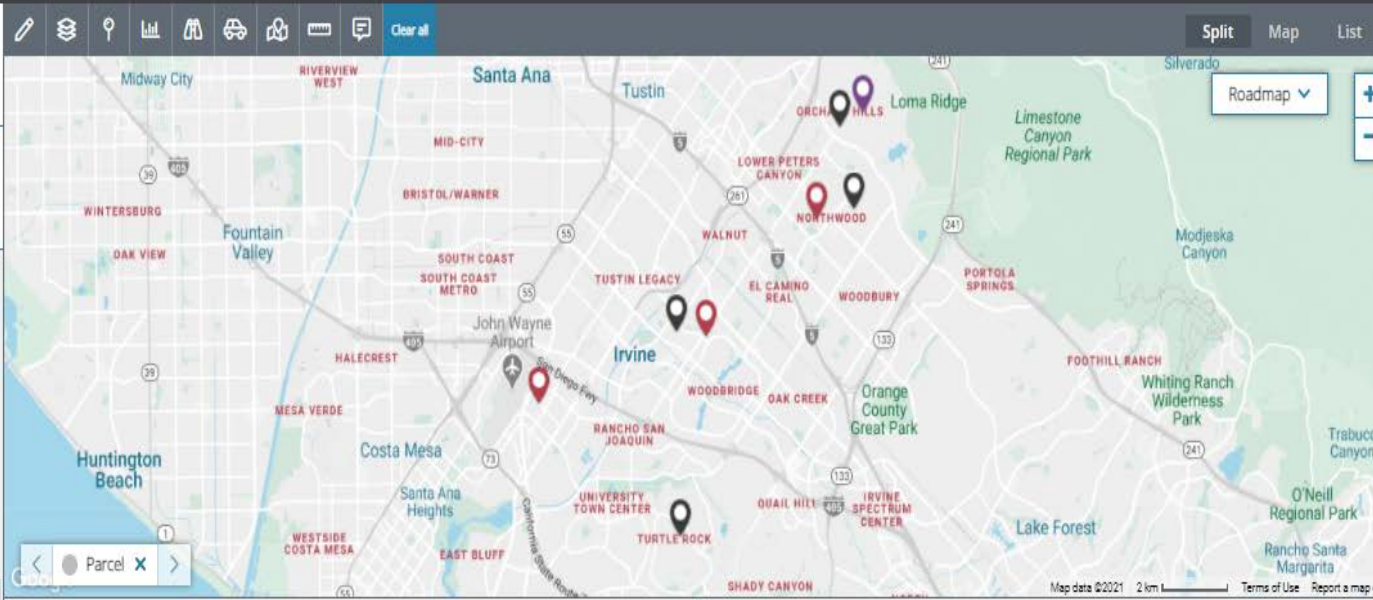 Clear all
Split
Map
List
Midway City
RIVERVIEW
WEST
Santa Ana
Tustin
241
Silverado
Roadmap
ORCHA
HILLS
Loma Ridge
Limestone
Canyon
Regional Park
MID-CITY
5
LOWER PETERS
CANYON
39
405
BRISTOL/WARNER
261
WINTERSBURG
NORTHWOOD
Fountain
Valley
55
WALNUT
241
Modjeska
Canyon
OAK VIEW
SOUTH COAST
5
SOUTH COAST
METRO
TUSTIN LEGACY
EL CAMINO
REAL
WOODBURY
PORTOLA
SPRINGS
55
John Wayne
Airport
405
5
133
HALECREST
Irvine
FOOTHILL RANCH
39
San Diego Fwy
WOODBRIDGE
OAK CREEK
Orange
County
Great Park
Whiting Ranch
Wilderness
Park
MESA VERDE
RANCHO SAN
JOAQUIN
Trabuco
Canyon
Costa Mesa
73
241
Huntington
Beach
133
Santa Ana
Heights
UNIVERSITY
TOWN CENTER
QUAIL HILL
405
IRVINE
SPECTRUM
CENTER
O'Neill
Regional Park
California State Route
1
TURTLE ROCK
Lake Forest
WESTSIDE
COSTA MESA
EAST BLUFF
Rancho Santa
Margarita
Parcel
Google
55
SHADY CANYON
Map data ©2021
2 km
Terms of Use
Report a map